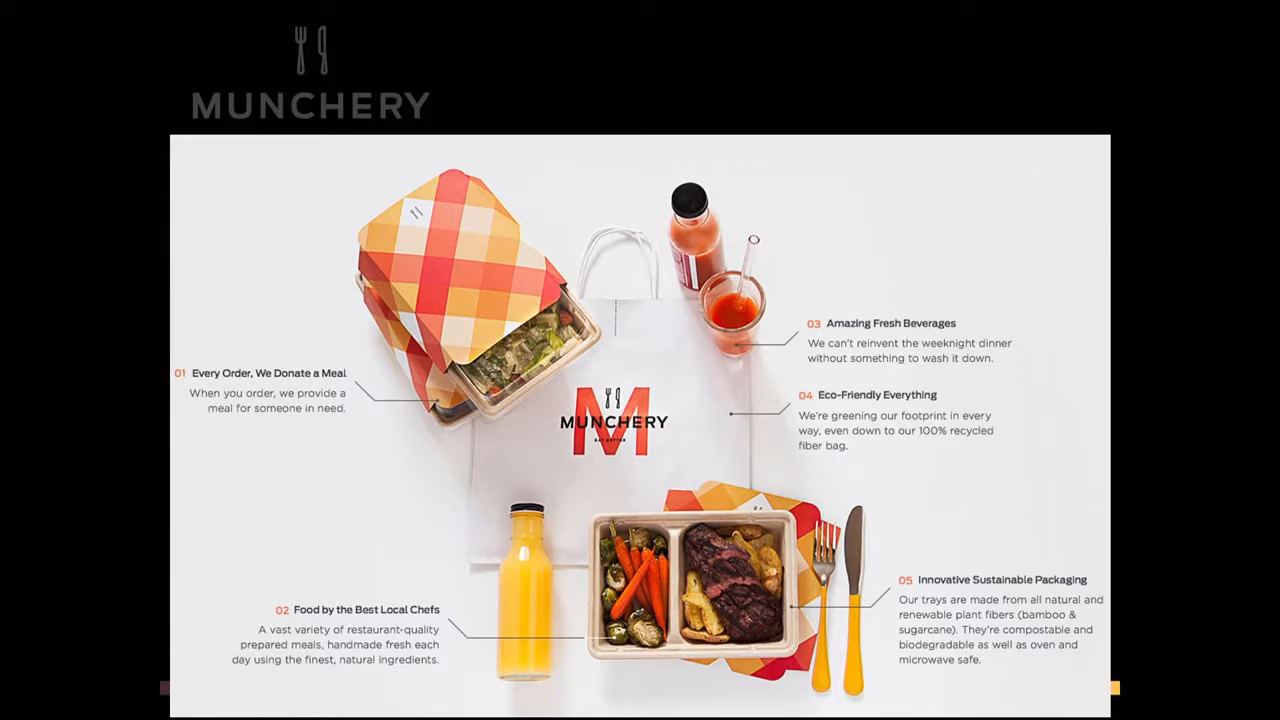 MUNCHERY
01 Every Order, We Donate a Meal
When you order, we provide a
meal for someone in need.
MUNCHERY
EAT BETTER
03 Amazing Fresh Beverages
We can't reinvent the weeknight dinner
without something to wash it down.
04 Eco-Friendly Everything
We're greening our footprint in every
way, even down to our 100% recycled
fiber bag.
02 Food by the Best Local Chefs
A vast variety of restaurant-quality
prepared meals, handmade fresh each
day using the finest, natural ingredients.
05 Innovative Sustainable Packaging
Our trays are made from all natural and
renewable plant fibers (bamboo &
sugarcane). They're compostable and
biodegradable as well as oven and
microwave safe.